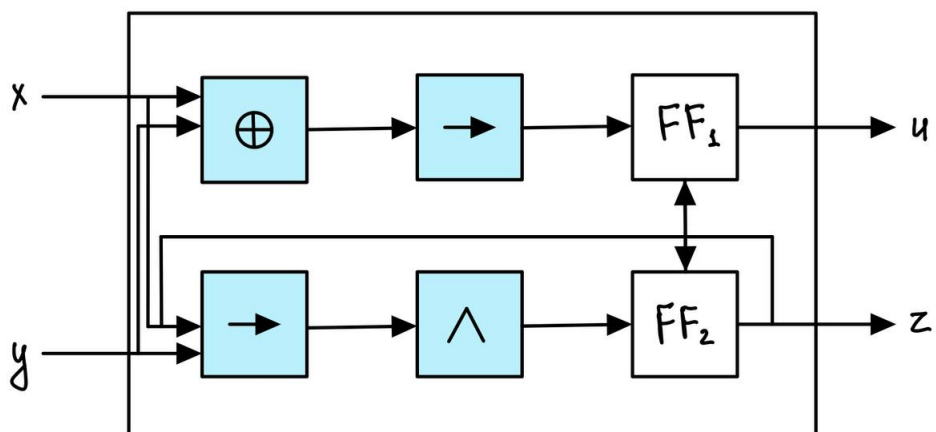 x ⊕ → FF₁ u
y → ∧ FF₂ z